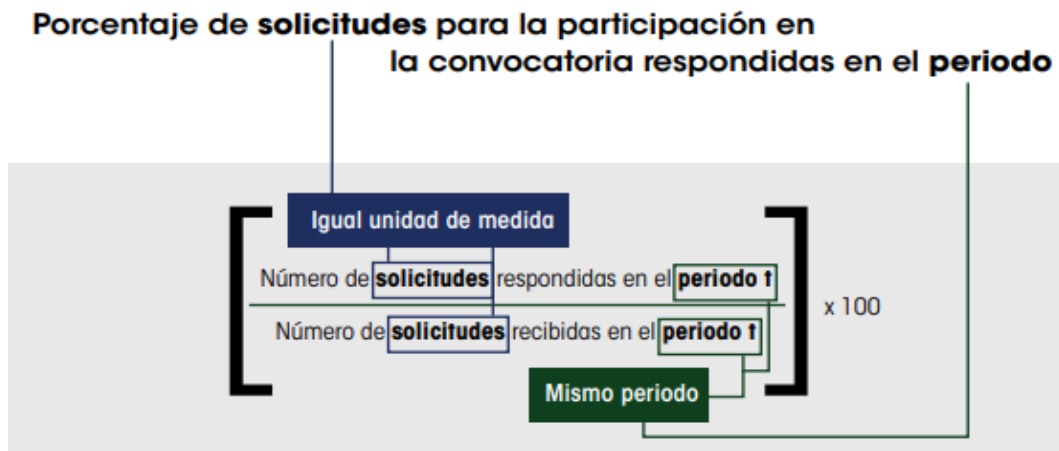 Porcentaje de solicitudes para la participación en
la convocatoria respondidas en el periodo
Igual unidad de medida
Número de solicitudes respondidas en el periodo t
x 100
Número de solicitudes recibidas en el periodo t
Mismo periodo